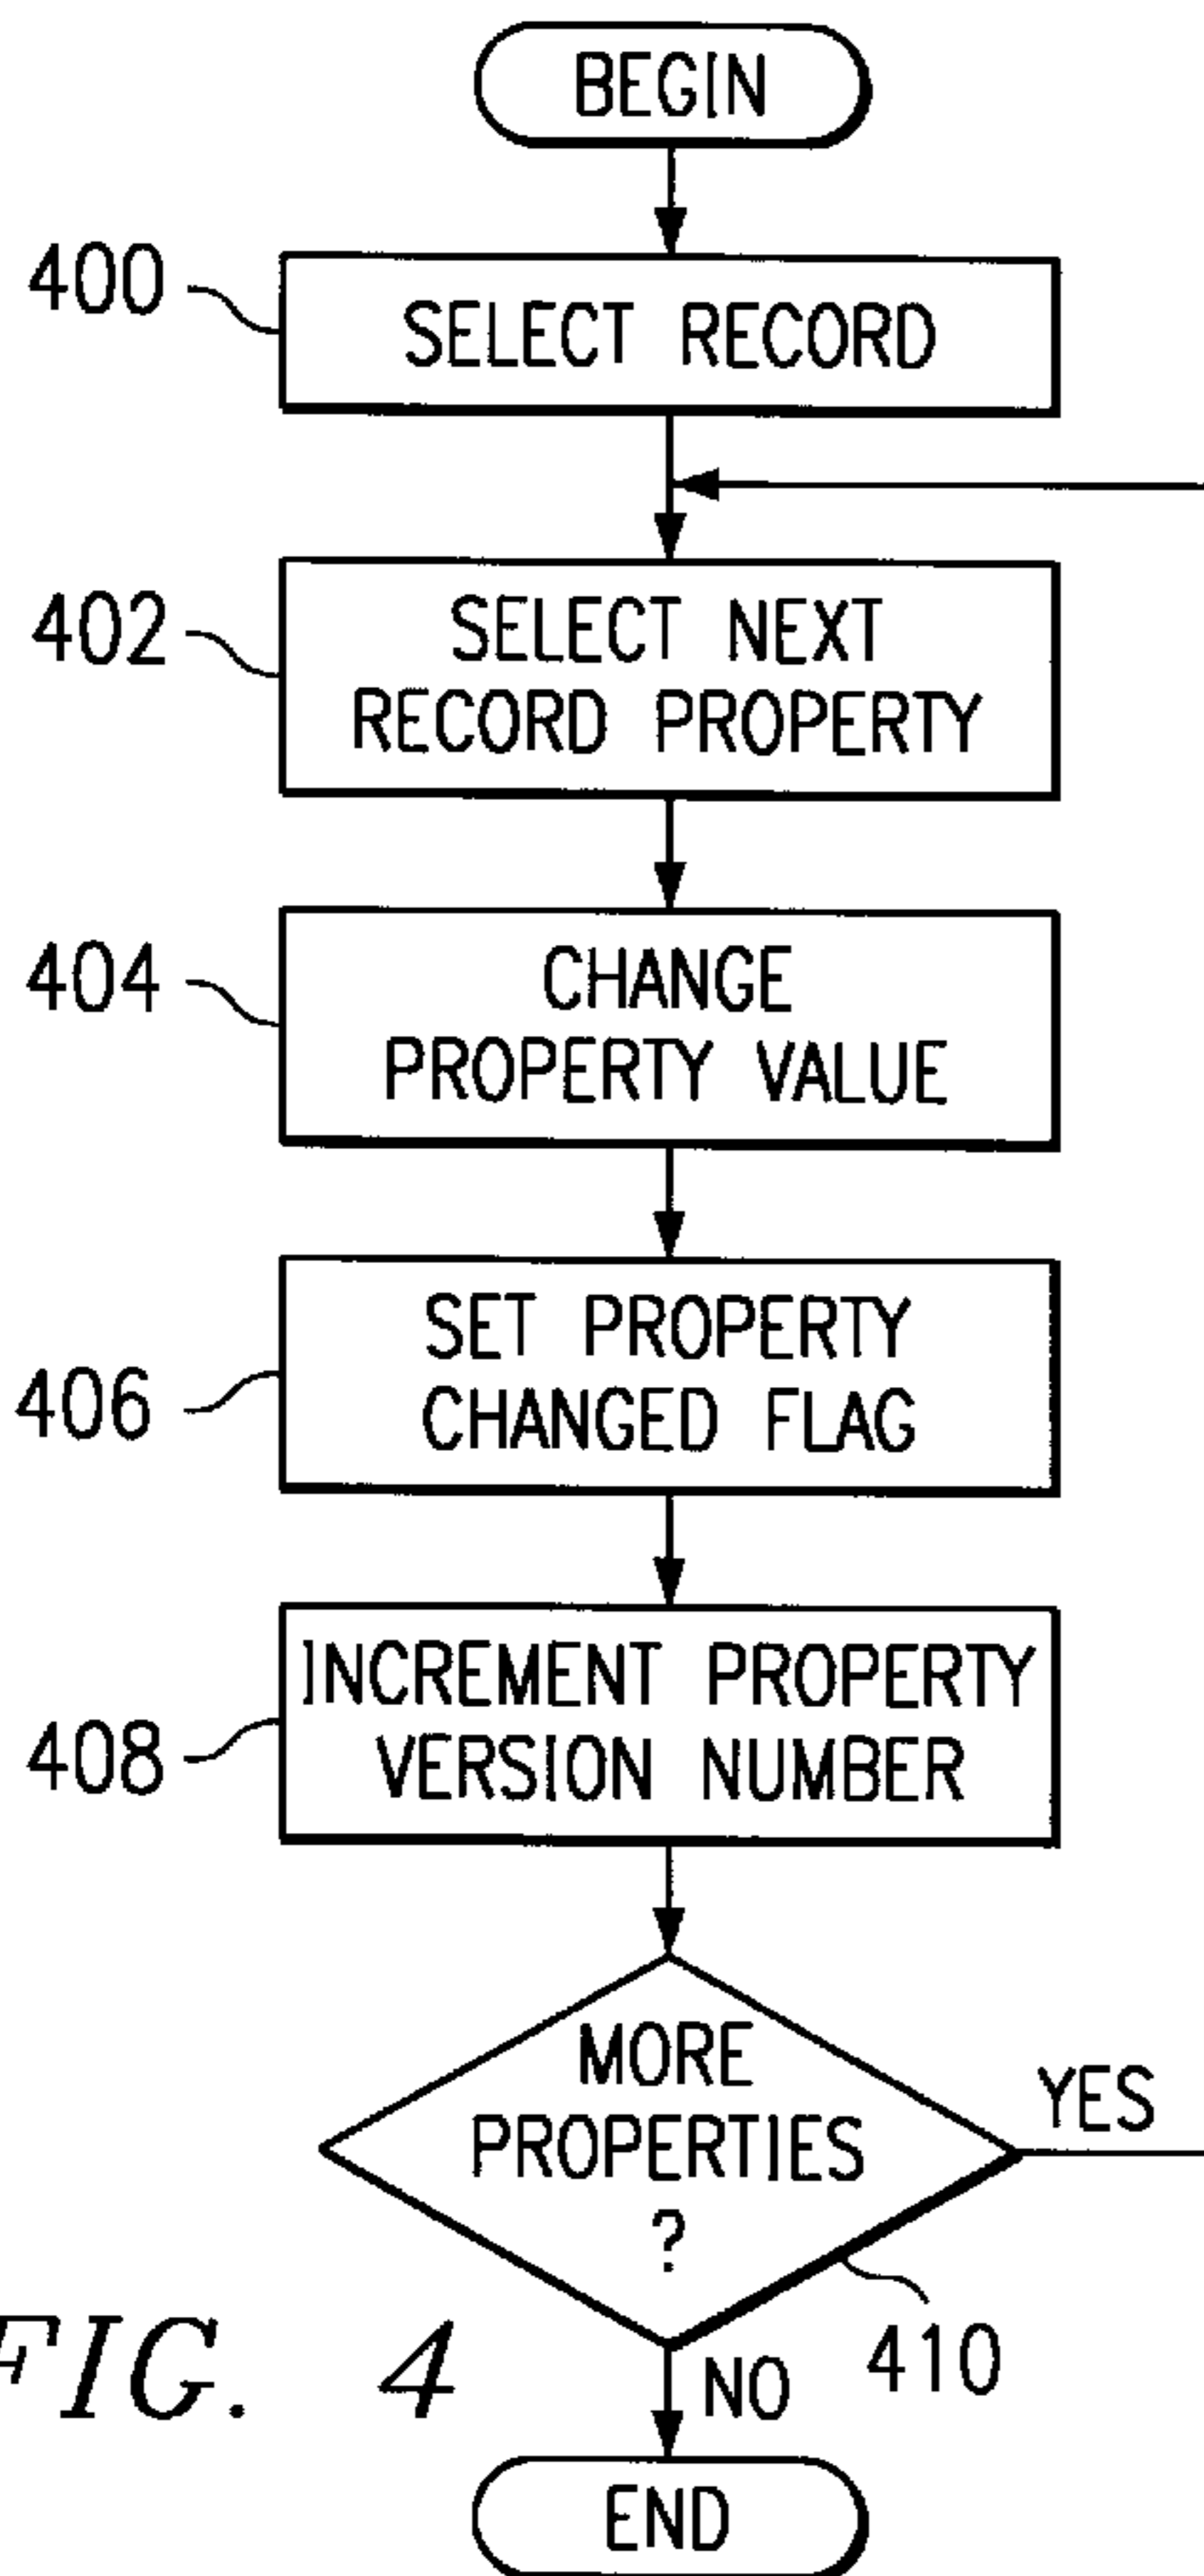 BEGIN
400
SELECT RECORD
402
SELECT NEXT
RECORD PROPERTY
404
CHANGE
PROPERTY VALUE
406
SET PROPERTY
CHANGED FLAG
408
INCREMENT PROPERTY
VERSION NUMBER
MORE
PROPERTIES
?
YES
410
NO
FIG. 4
END